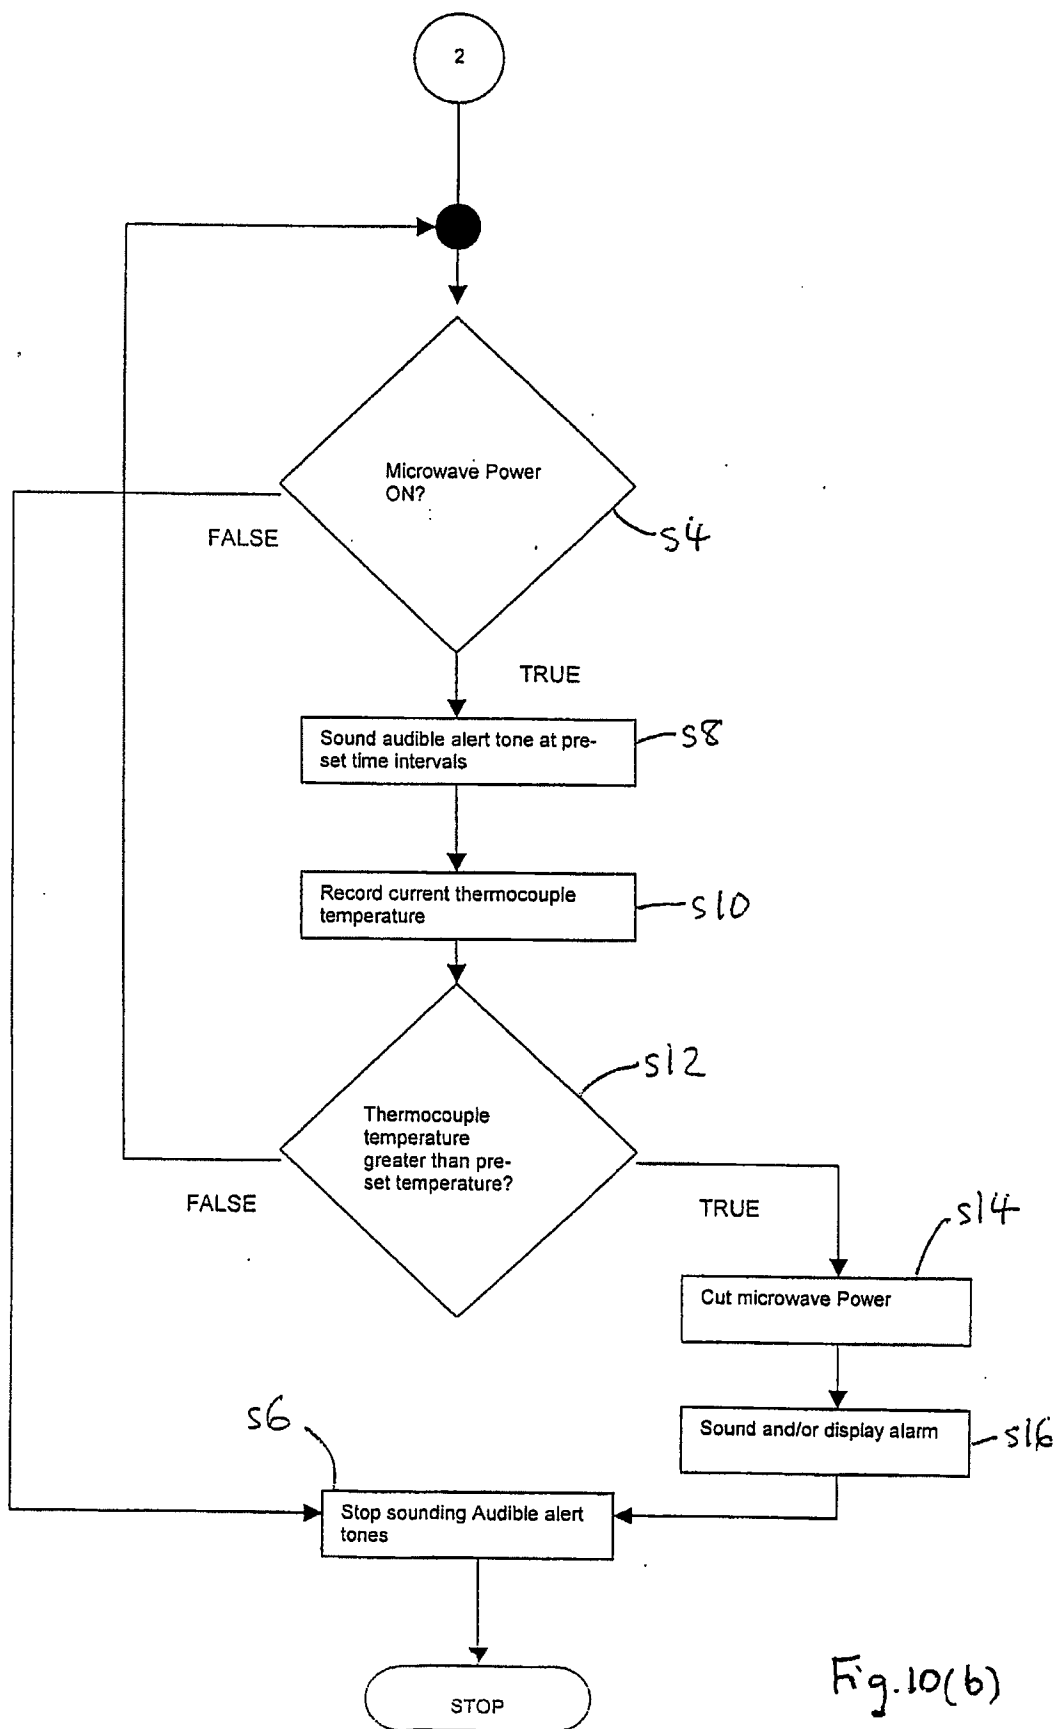 2
Microwave Power
ON?
FALSE
s4
TRUE
Sound audible alert tone at pre-
set time intervals
s8
Record current thermocouple
temperature
s10
s12
Thermocouple
temperature
greater than pre-
set temperature?
FALSE
TRUE
s14
Cut microwave Power
s6
Sound and/or display alarm
s16
Stop sounding Audible alert
tones
STOP
Fig.10(b)